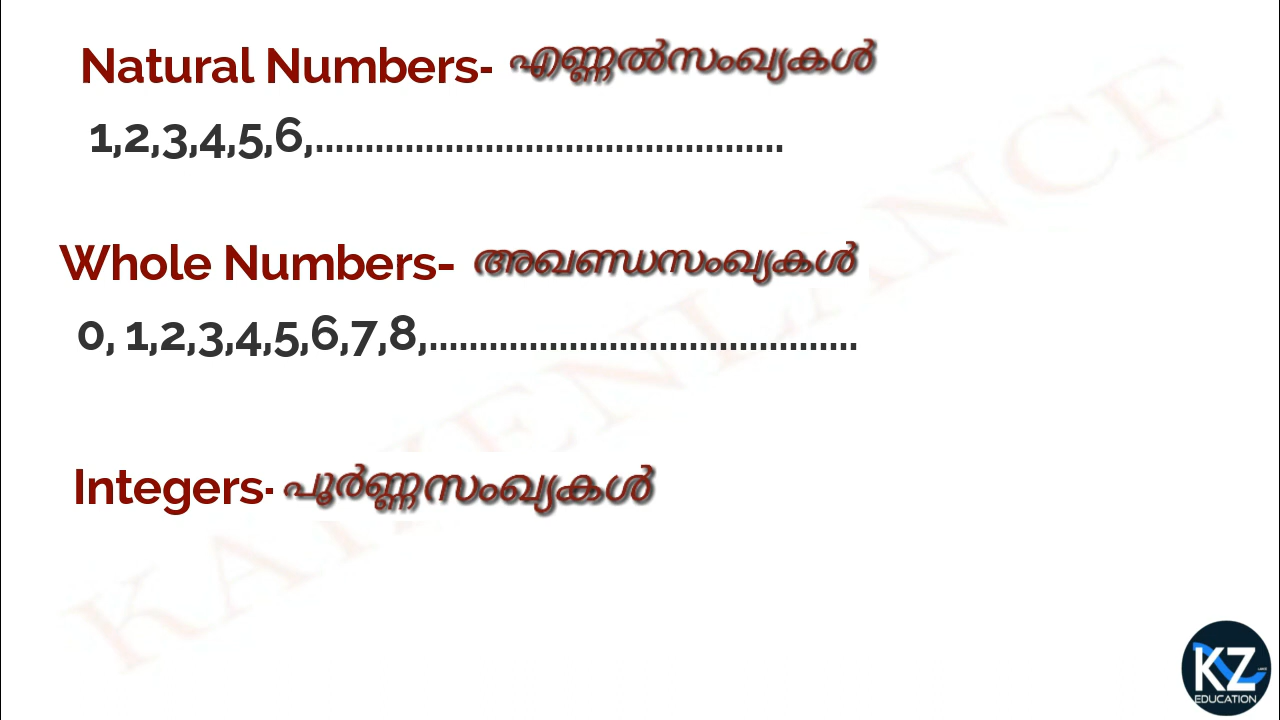 Natural Numbers- എണ്ണൽസംഖ്യകൾ
1,2,3,4,5,6,...............................................
Whole Numbers- അഖണ്ഡസംഖ്യകൾ
0, 1,2,3,4,5,6,7,8,...........................................
Integers- പൂർണ്ണസംഖ്യകൾ
KAIZENLANCE
KZ
EDUCATION